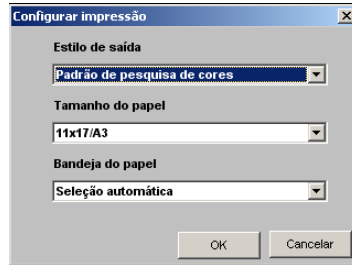 Configurar impressão
Estilo de saída
Padrão de pesquisa de cores
Tamanho do papel
11x17/A3
Bandeja do papel
Seleção automática
OK
Cancelar